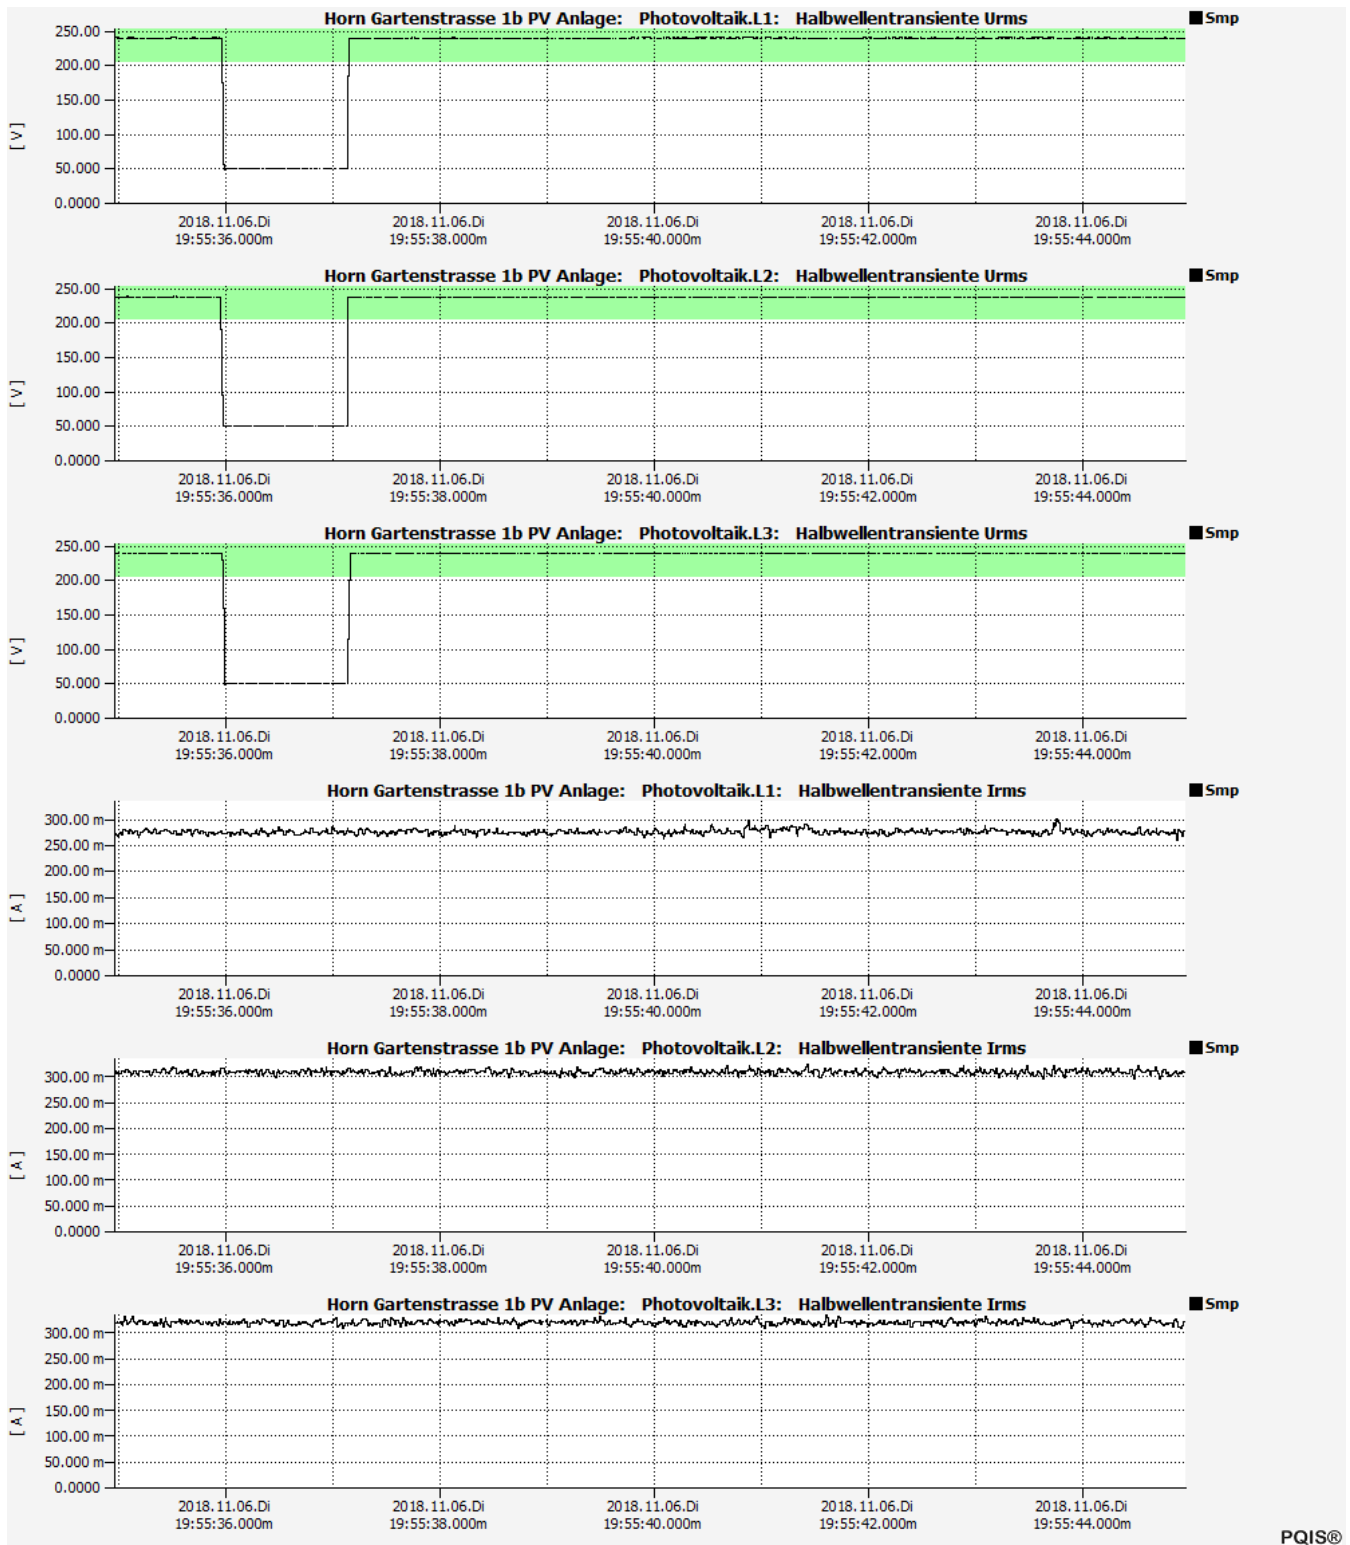 Horn Gartenstrasse 1b PV Anlage: Photovoltaik.L1: Halbwellentransiente Urms
Smp
250.00
200.00
150.00
100.00
50.000
0.0000
[ V ]
2018.11.06.Di 2018.11.06.Di 2018.11.06.Di 2018.11.06.Di 2018.11.06.Di
19:55:36.000m 19:55:38.000m 19:55:40.000m 19:55:42.000m 19:55:44.000m
Horn Gartenstrasse 1b PV Anlage: Photovoltaik.L2: Halbwellentransiente Urms
Smp
250.00
200.00
150.00
100.00
50.000
0.0000
[ V ]
2018.11.06.Di 2018.11.06.Di 2018.11.06.Di 2018.11.06.Di 2018.11.06.Di
19:55:36.000m 19:55:38.000m 19:55:40.000m 19:55:42.000m 19:55:44.000m
Horn Gartenstrasse 1b PV Anlage: Photovoltaik.L3: Halbwellentransiente Urms
Smp
250.00
200.00
150.00
100.00
50.000
0.0000
[ V ]
2018.11.06.Di 2018.11.06.Di 2018.11.06.Di 2018.11.06.Di 2018.11.06.Di
19:55:36.000m 19:55:38.000m 19:55:40.000m 19:55:42.000m 19:55:44.000m
Horn Gartenstrasse 1b PV Anlage: Photovoltaik.L1: Halbwellentransiente Irms
Smp
300.00 m
250.00 m
200.00 m
150.00 m
100.00 m
50.000 m
0.0000
[ A ]
2018.11.06.Di 2018.11.06.Di 2018.11.06.Di 2018.11.06.Di 2018.11.06.Di
19:55:36.000m 19:55:38.000m 19:55:40.000m 19:55:42.000m 19:55:44.000m
Horn Gartenstrasse 1b PV Anlage: Photovoltaik.L2: Halbwellentransiente Irms
Smp
300.00 m
250.00 m
200.00 m
150.00 m
100.00 m
50.000 m
0.0000
[ A ]
2018.11.06.Di 2018.11.06.Di 2018.11.06.Di 2018.11.06.Di 2018.11.06.Di
19:55:36.000m 19:55:38.000m 19:55:40.000m 19:55:42.000m 19:55:44.000m
Horn Gartenstrasse 1b PV Anlage: Photovoltaik.L3: Halbwellentransiente Irms
Smp
300.00 m
250.00 m
200.00 m
150.00 m
100.00 m
50.000 m
0.0000
[ A ]
2018.11.06.Di 2018.11.06.Di 2018.11.06.Di 2018.11.06.Di 2018.11.06.Di
19:55:36.000m 19:55:38.000m 19:55:40.000m 19:55:42.000m 19:55:44.000m
PQIS®